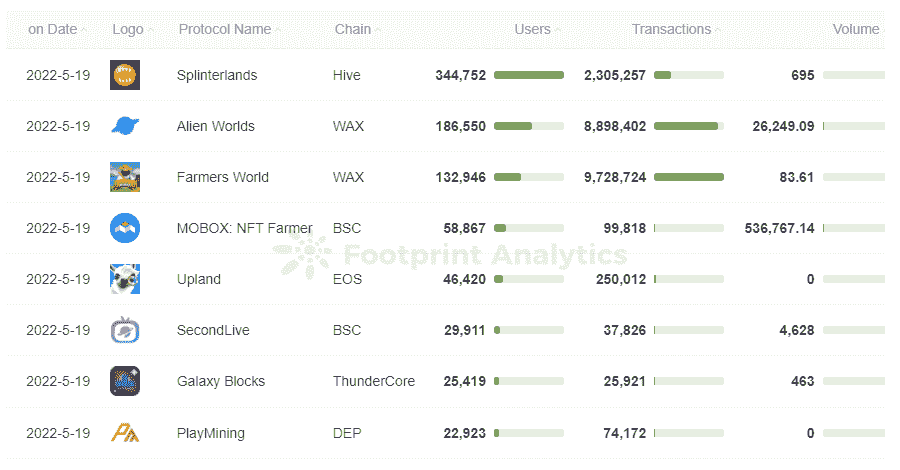 on Date Logo Protocol Name Chain Users Transactions Volume
2022-5-19 Splinterlands Hive 344,752 2,305,257 695
2022-5-19 Alien Worlds WAX 186,550 8,898,402 26,249.09
2022-5-19 Farmers World WAX 132,946 9,728,724 83.61
2022-5-19 MOBOX: NFT Farmer BSC 58,867 99,818 536,767.14
Footprint Analytics
2022-5-19 Upland EOS 46,420 250,012 0
2022-5-19 SecondLive BSC 29,911 37,826 4,628
2022-5-19 Galaxy Blocks ThunderCore 25,419 25,921 463
2022-5-19 PlayMining DEP 22,923 74,172 0